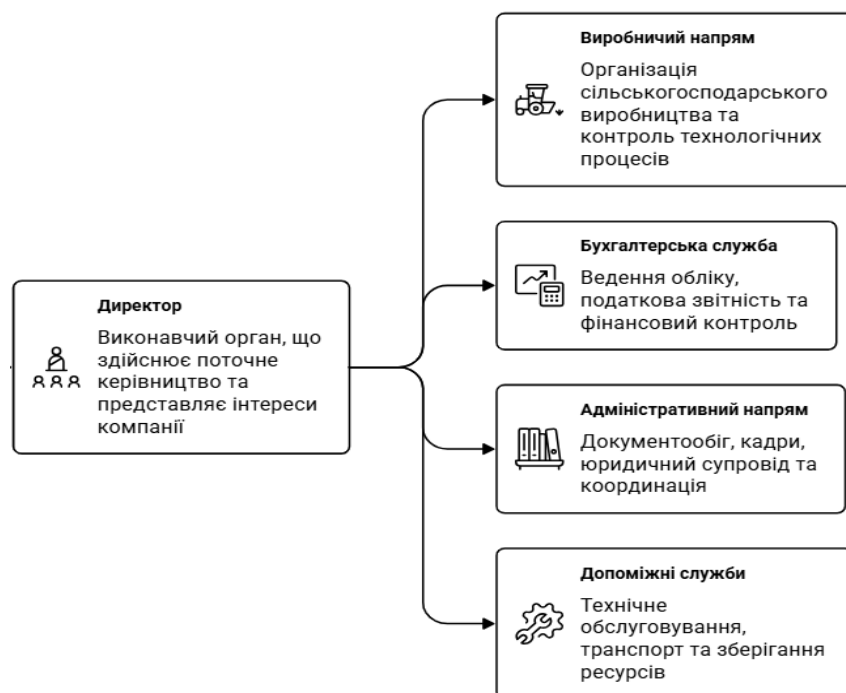 Виробничий напрям
Організація
сільськогосподарського
виробництва та
контроль технологічних
процесів
Бухгалтерська служба
Ведення обліку,
податкова звітність та
фінансовий контроль
Директор
Виконавчий орган, що
здійснює поточне
керівництво та
представляє інтереси
компанії
Адміністративний напрям
Документообіг, кадри,
юридичний супровід та
координація
Допоміжні служби
Технічне
обслуговування,
транспорт та зберігання
ресурсів